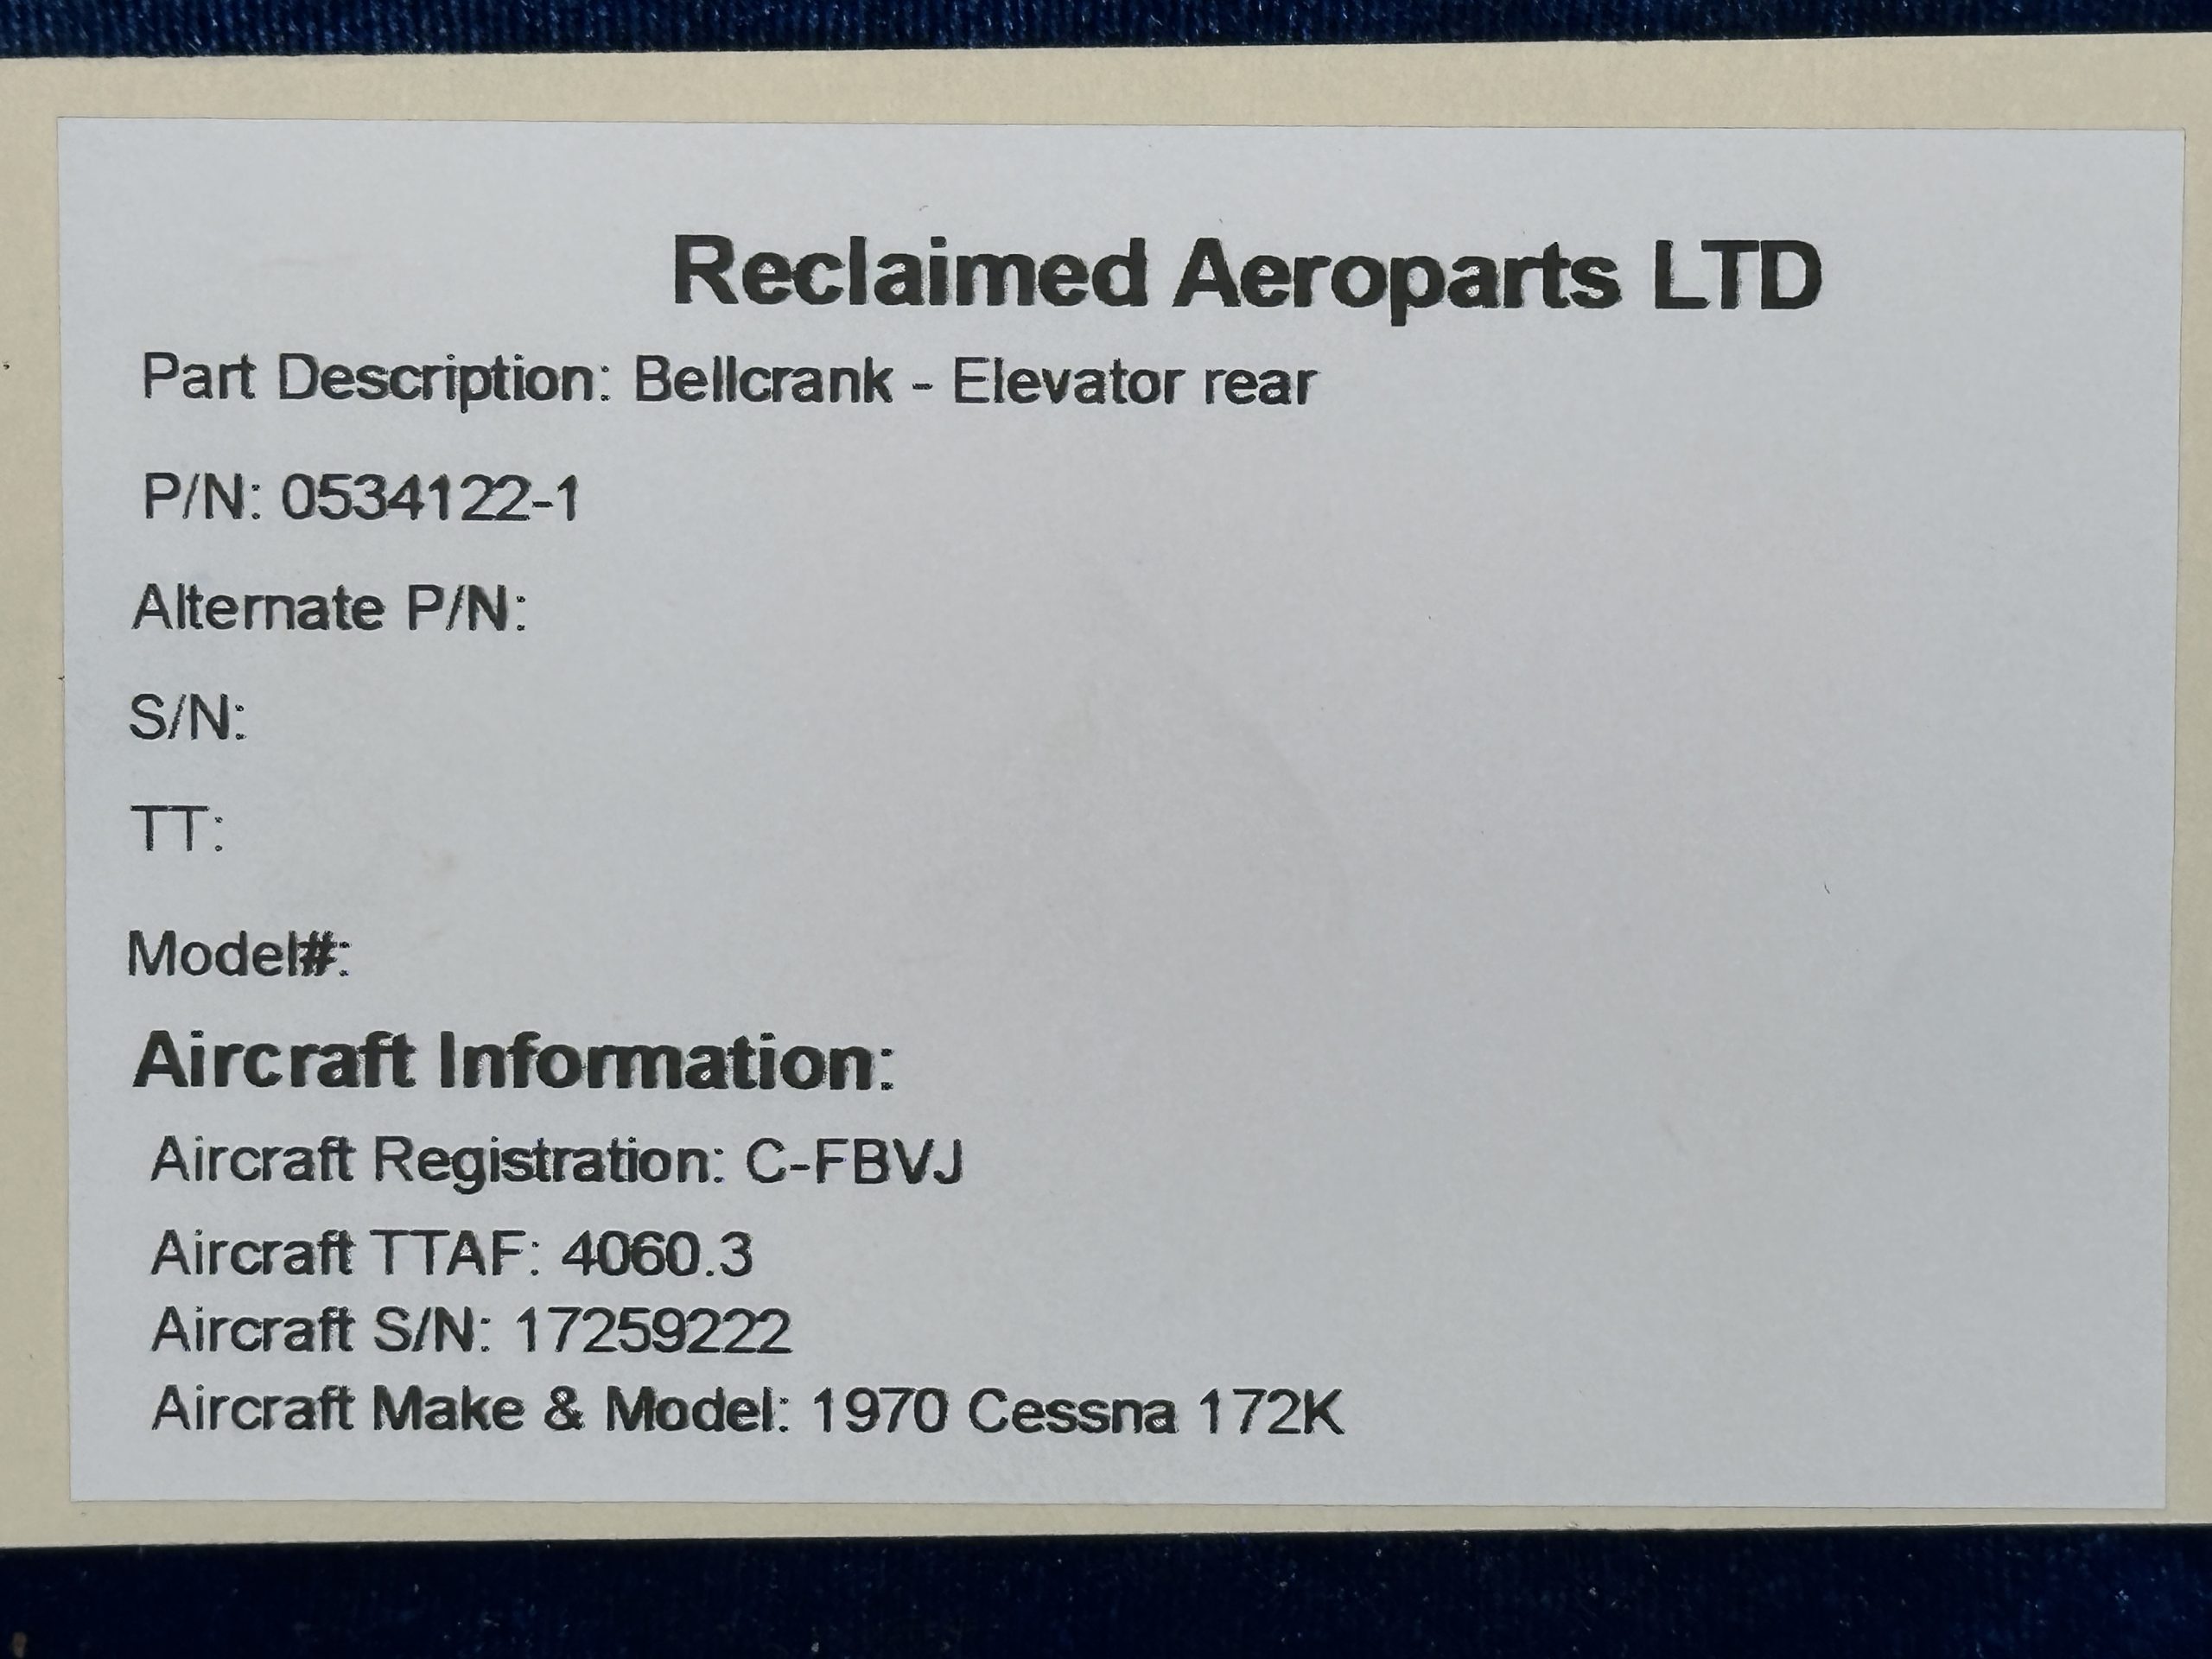 Reclaimed Aeroparts LTD
Part Description: Bellcrank - Elevator rear
P/N: 0534122-1
Alternate P/N:
S/N:
TT:
Model#:
Aircraft Information:
Aircraft Registration: C-FBVJ
Aircraft TTAF: 4060.3
Aircraft S/N: 17259222
Aircraft Make & Model: 1970 Cessna 172K